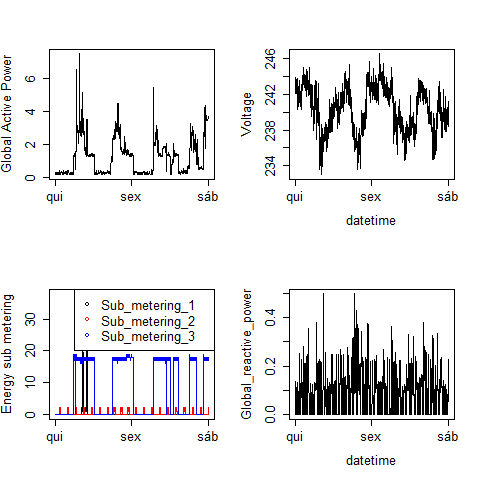 Global Active Power
0 2 4 6
qui sex sáb
Voltage
234 238 242 246
qui sex sáb
datetime
Energy sub metering
0 10 20 30
Sub_metering_1
Sub_metering_2
Sub_metering_3
qui sex sáb
Global_reactive_power
0.0 0.2 0.4
qui sex sáb
datetime